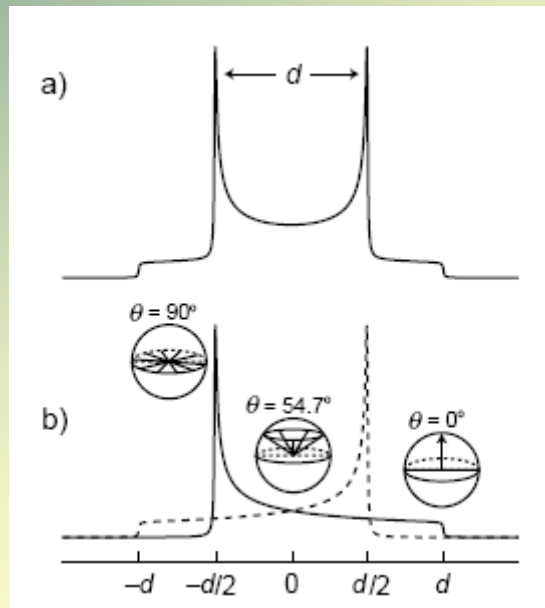 a)
d
θ = 90°
θ = 54.7°
θ = 0°
b)
–d
–d/2
0
d/2
d